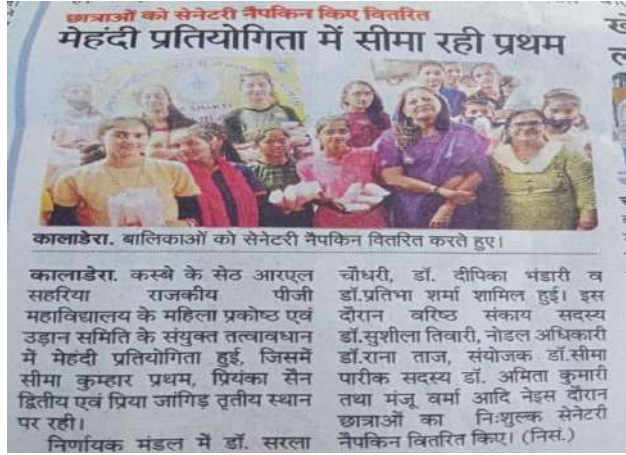 छात्राओं को सेनेटरी नैपकिन किए वितरित
मेहंदी प्रतियोगिता में सीमा रही प्रथम
कालाडेरा. बालिकाओं को सेनेटरी नैपकिन वितरित करते हुए।
कालाडेरा. कस्बे के सेठ आरएल
सहरिया राजकीय पीजी
महाविद्यालय के महिला प्रकोष्ठ एवं
उड़ान समिति के संयुक्त तत्वावधान
में मेहंदी प्रतियोगिता हुई, जिसमें
सीमा कुम्हार प्रथम, प्रियंका सैन
द्वितीय एवं प्रिया जांगिड़ तृतीय स्थान
पर रही।
निर्णायक मंडल में डॉ. सरला
चौधरी, डॉ. दीपिका भंडारी व
डॉ.प्रतिभा शर्मा शामिल हुई। इस
दौरान वरिष्ठ संकाय सदस्य
डॉ.सुशीला तिवारी, नोडल अधिकारी
डॉ.राना ताज, संयोजक डॉ.सीमा
पारीक सदस्य डॉ. अमिता कुमारी
तथा मंजू वर्मा आदि नेइस दौरान
छात्राओं का निःशुल्क सेनेटरी
नैपकिन वितरित किए। (निसं.)